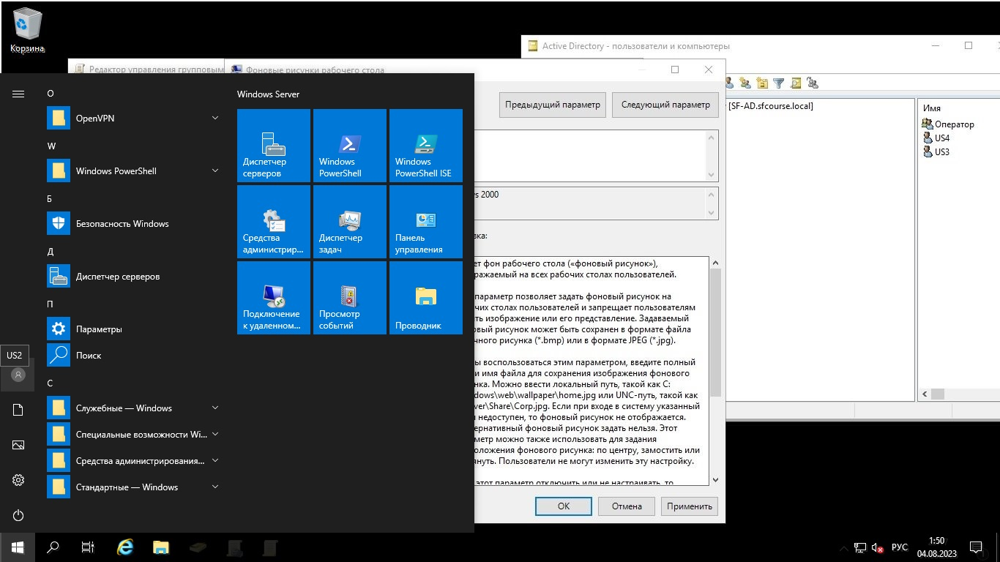 Корзина
Active Directory - пользователи и компьютеры
Редактор управления групповым
Фоновые рисунки рабочего стола
O
OpenVPN
W
Windows PowerShell
Б
Безопасность Windows
Д
Диспетчер серверов
П
Параметры
Поиск
С
Служебные — Windows
Специальные возможности Wi...
Средства администрирования...
Стандартные — Windows
US2
Windows Server
Диспетчер
серверов
Windows
PowerShell
Windows
PowerShell ISE
Средства
администрир...
Диспетчер
задач
Панель
управления
Подключение
к удаленном...
Просмотр
событий
Проводник
Предыдущий параметр
Следующий параметр
s 2000
вка:
ет фон рабочего стола («фоновый рисунок»),
ражаемый на всех рабочих столах пользователей.
параметр позволяет задать фоновый рисунок на
чих столах пользователей и запрещает пользователям
ть изображение или его представление. Задаваемый
овый рисунок может быть сохранен в формате файла
чного рисунка (*.bmp) или в формате JPEG (*.jpg).
ы воспользоваться этим параметром, введите полный
и имя файла для сохранения изображения фонового
нка. Можно ввести локальный путь, такой как C:
dows\web\wallpaper\home.jpg или UNC-путь, такой как
ver\Share\Corp.jpg. Если при входе в систему указанный
недоступен, то фоновый рисунок не отображается.
ернативный фоновый рисунок задать нельзя. Этот
метр можно также использовать для задания
оложения фонового рисунка: по центру, замостить или
януть. Пользователи не могут изменить эту настройку.
этот параметр отключить или не настраивать, то
ОК
Отмена
Применить
[SF-AD.sfcourse.local]
Имя
Оператор
US4
US3
РУС
1:50
04.08.2023